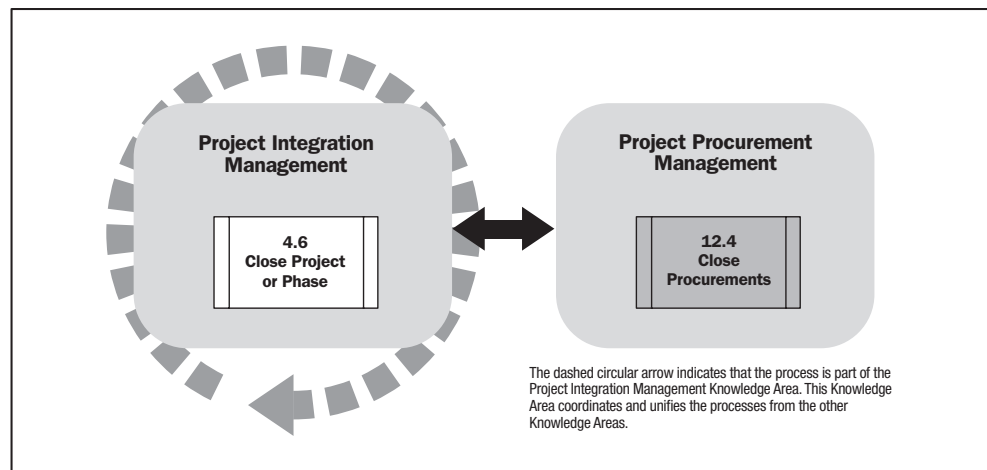 Project Integration
Management
4.6
Close Project
or Phase
Project Procurement
Management
12.4
Close
Procurements
The dashed circular arrow indicates that the process is part of the
Project Integration Management Knowledge Area. This Knowledge
Area coordinates and unifies the processes from the other
Knowledge Areas.